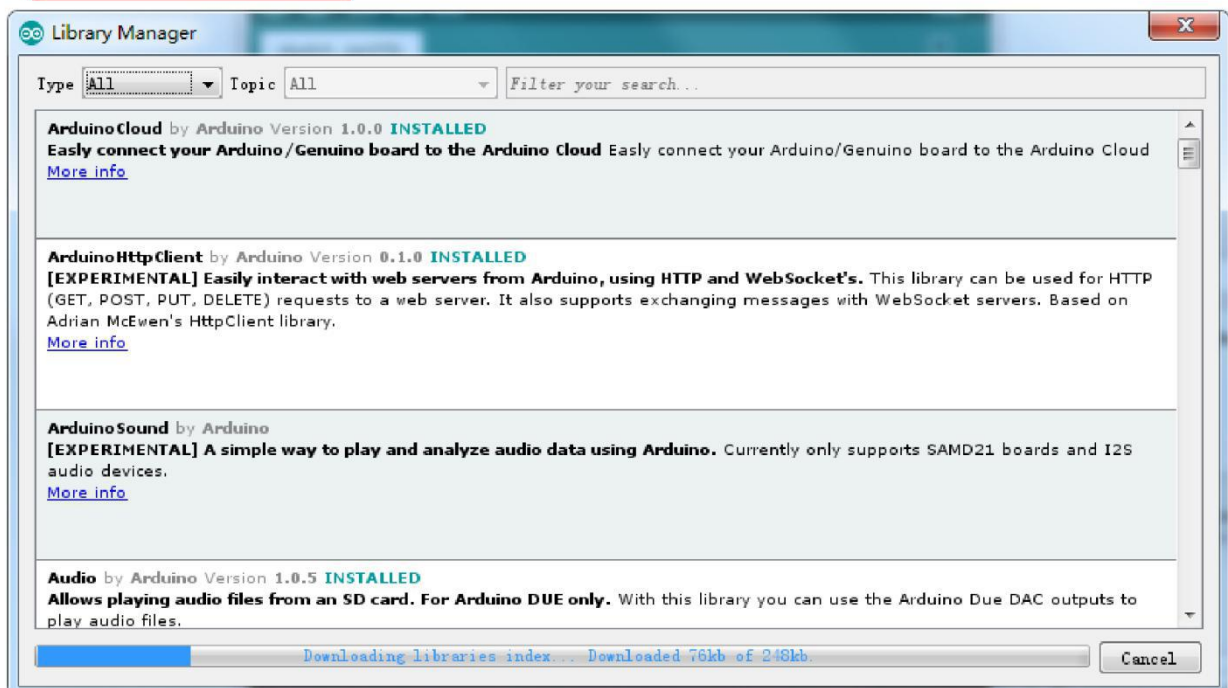 Library Manager
Type All Topic All Filter your search...
ArduinoCloud by Arduino Version 1.0.0 INSTALLED
Easly connect your Arduino/Genuino board to the Arduino Cloud Easly connect your Arduino/Genuino board to the Arduino Cloud
More info
ArduinoHttpClient by Arduino Version 0.1.0 INSTALLED
[EXPERIMENTAL] Easily interact with web servers from Arduino, using HTTP and WebSocket's. This library can be used for HTTP
(GET, POST, PUT, DELETE) requests to a web server. It also supports exchanging messages with WebSocket servers. Based on
Adrian McEwen's HttpClient library.
More info
ArduinoSound by Arduino
[EXPERIMENTAL] A simple way to play and analyze audio data using Arduino. Currently only supports SAMD21 boards and I2S
audio devices.
More info
Audio by Arduino Version 1.0.5 INSTALLED
Allows playing audio files from an SD card. For Arduino DUE only. With this library you can use the Arduino Due DAC outputs to
play audio files.
Downloading libraries index... Downloaded 76kb of 248kb.
Cancel